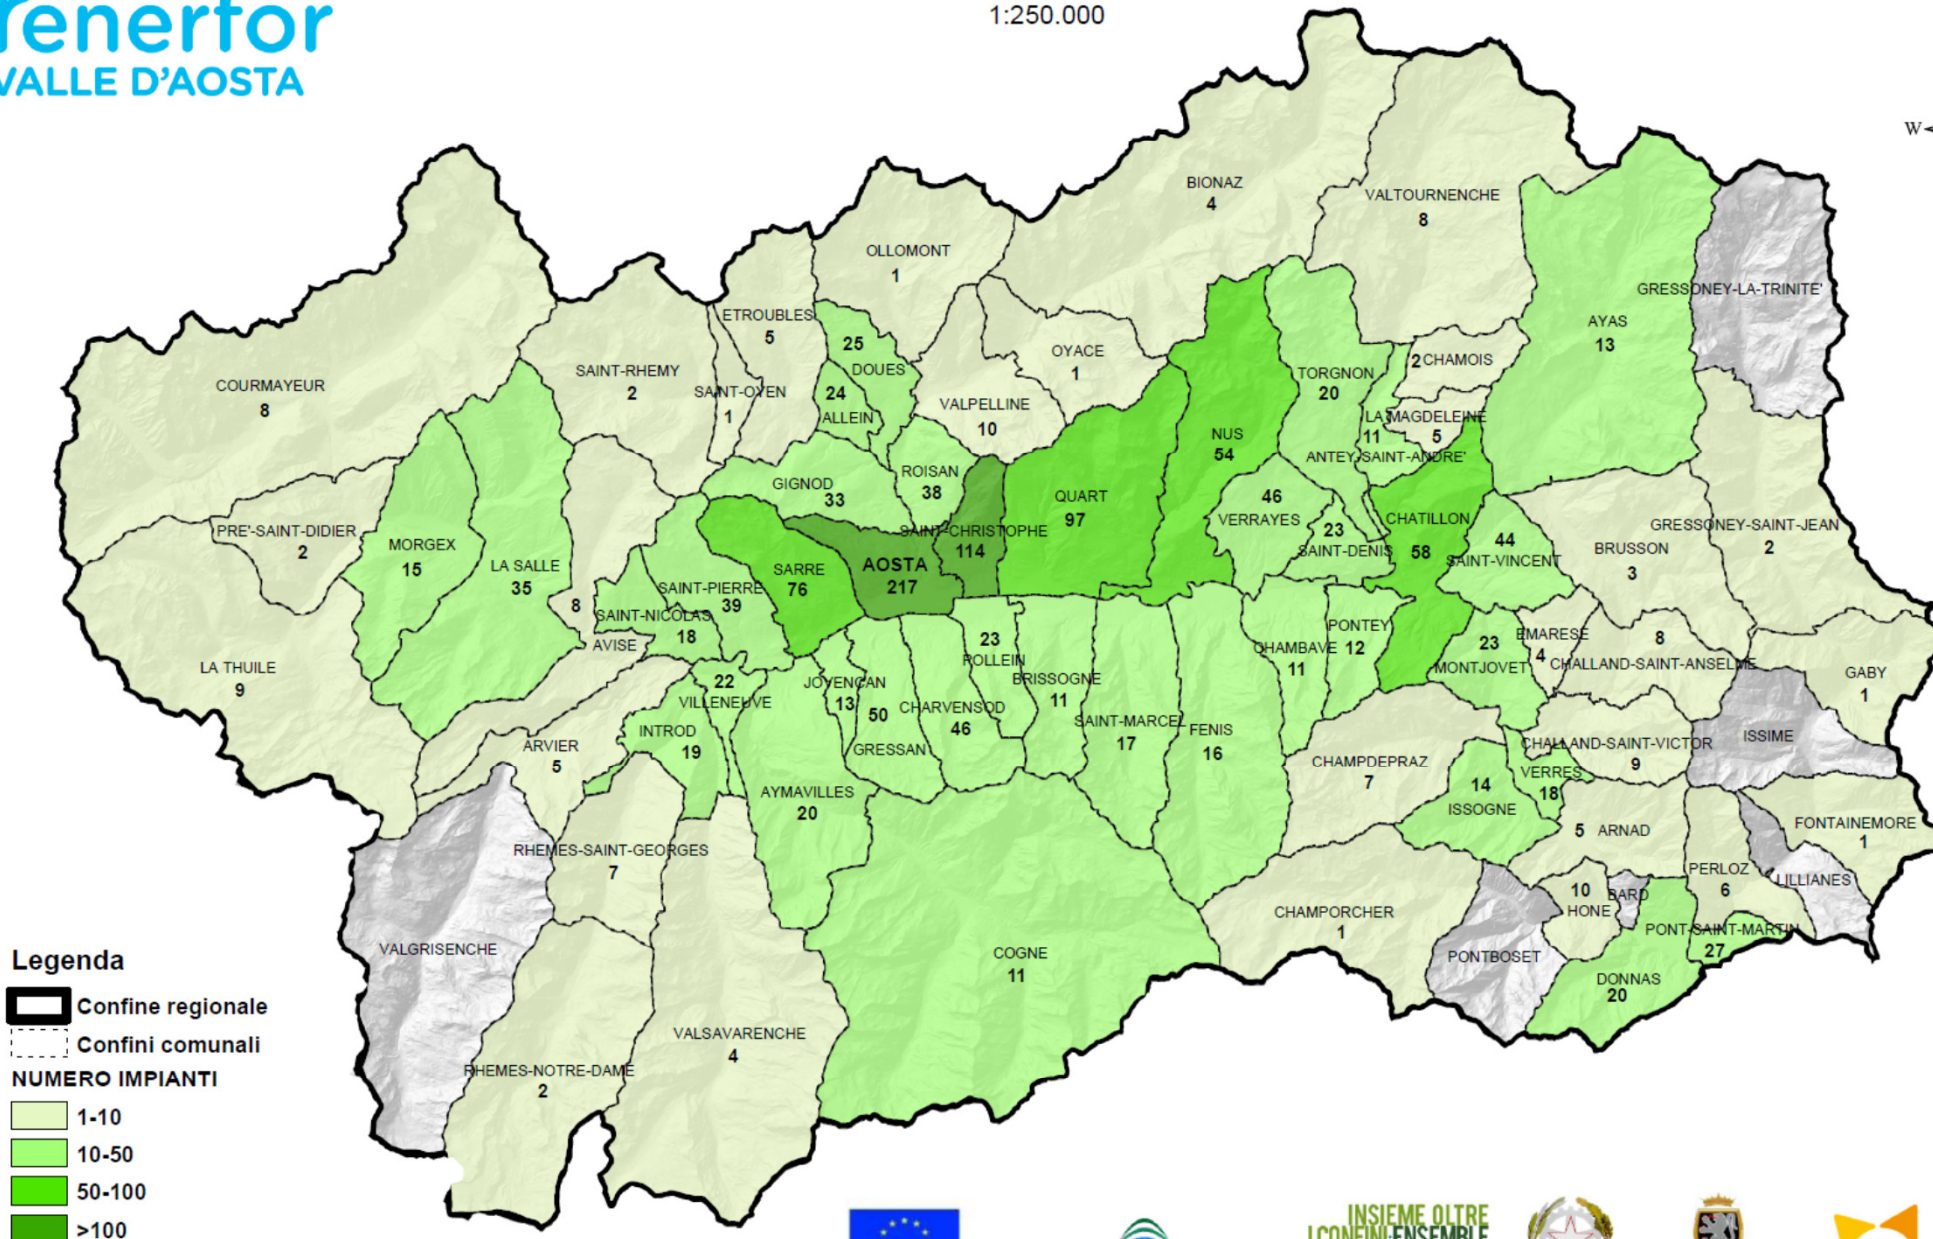 renerfor
VALLE D'AOSTA
1:250.000
W
BIONAZ
4
VALTOURNENCHE
8
OLLOMONT
1
GRESSONEY-LA-TRINITE'
ETROUBLES
5
AYAS
13
25
DOUES
OYACE
1
2 CHAMOIS
SAINT-RHEMY
2
TORGNON
20
COURMAYEUR
8
SAINT-OYEN
1
24
ALLEIN
VALPELLINE
10
LA MAGDELEINE
5
11
ANTEY-SAINT-ANDRE'
NUS
54
ROISAN
38
GIGNOD
33
QUART
97
46
VERRAYES
23
SAINT-DENIS
CHATILLON
58
44
SAINT-VINCENT
GRESSONEY-SAINT-JEAN
2
BRUSSON
3
PRE'-SAINT-DIDIER
2
MORGEX
15
LA SALLE
35
SAINT-CHRISTOPHE
114
AOSTA
217
SARRE
76
SAINT-PIERRE
39
8
AVISE
SAINT-NICOLAS
18
LA THUILE
9
23
POLLEIN
BRISSOGNE
11
CHAMBAVE
11
PONTEY
12
23
MONTJOVET
EMARESE
4
8
CHALLAND-SAINT-ANSELME
GABY
1
22
VILLENEUVE
JOVENCAN
13
50
GRESSAN
CHARVENSOD
46
SAINT-MARCEL
17
FENIS
16
INTROD
19
ARVIER
5
CHAMPDEPRAZ
7
CHALLAND-SAINT-VICTOR
9
ISSIME
VERRES
18
14
ISSOGNE
AYMAVILLES
20
5 ARNAD
FONTAINEMORE
1
RHEMES-SAINT-GEORGES
7
PERLOZ
6
LILLIANES
10
HONE
BARD
CHAMPORCHER
1
PONT-SAINT-MARTIN
27
VALGRISENCHE
COGNE
11
PONTBOSET
DONNAS
20
VALSAVARENCHE
4
RHEMES-NOTRE-DAME
2
Legenda
Confine regionale
Confini comunali
NUMERO IMPIANTI
1-10
10-50
50-100
>100
INSIEME OLTRE
I CONFINI-ENSEMBLE